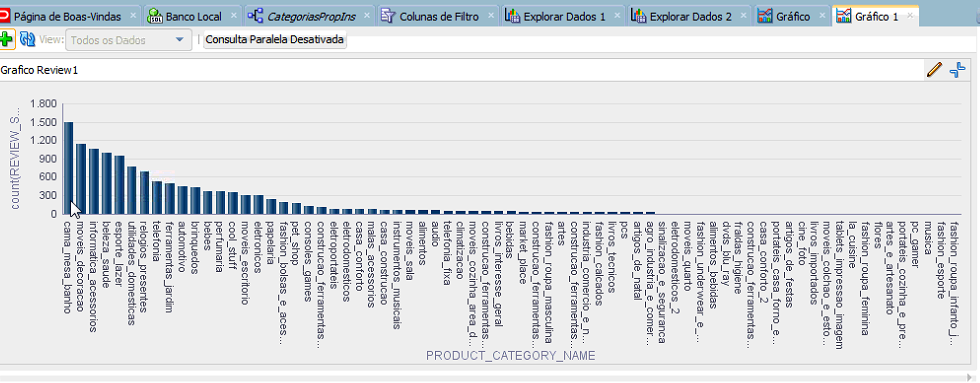 Página de Boas-Vindas
Banco Local
CategoriasPropIns
Colunas de Filtro
Explorar Dados 1
Explorar Dados 2
Gráfico
Gráfico 1
View: Todos os Dados
Consulta Paralela Desativada
Grafico Review1
count(REVIEW_S...
1.800
1.500
1.200
900
600
300
0
cama_mesa_banho
moveis_decoracao
informatica_acessorios
beleza_saude
esporte_lazer
utilidades_domesticas
relogios_presentes
telefonia
ferramentas_jardim
automotivo
brinquedos
bebes
perfumaria
cool_stuff
moveis_escritorio
eletronicos
papelaria
fashion_bolsas_e_aces...
pet_shop
consoles_games
construcao_ferramentas...
eletroportateis
eletrodomesticos
casa_conforto
malas_acessorios
casa_construcao
instrumentos_musicais
moveis_sala
alimentos
audio
telefonia_fixa
climatizacao
moveis_cozinha_area_d...
construcao_ferramentas...
livros_interesse_geral
bebidas
market_place
construcao_ferramentas...
fashion_roupa_masculina
artes
construcao_ferramentas...
industria_comercio_e_n...
fashion_calcados
livros_tecnicos
pcs
artigos_de_natal
agro_industria_e_comer...
sinalizacao_e_seguranca
eletrodomesticos_2
moveis_quarto
fashion_underwear_e_...
alimentos_bebidas
dvds_blu_ray
fraldas_higiene
construcao_ferramentas...
casa_conforto_2
portateis_casa_forno_e...
artigos_de_festas
cine_foto
livros_importados
moveis_colchao_e_esto...
tablets_impressao_imagem
la_cuisine
fashion_roupa_feminina
flores
artes_e_artesanato
portateis_cozinha_e_pre...
pc_gamer
musica
fashion_esporte
fashion_roupa_infanto_j...
PRODUCT_CATEGORY_NAME